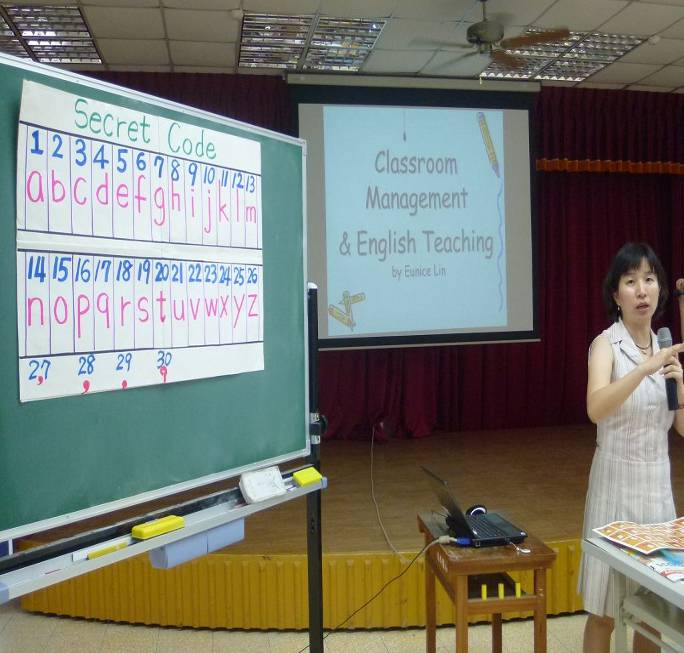 Secret Code
1 2 3 4 5 6 7 8 9 10 11 12 13
a b c d e f g h i j k l m
14 15 16 17 18 19 20 21 22 23 24 25 26
n o p q r s t u v w x y z
27 28 29 30
Classroom
Management
& English Teaching
by Eunice Lin